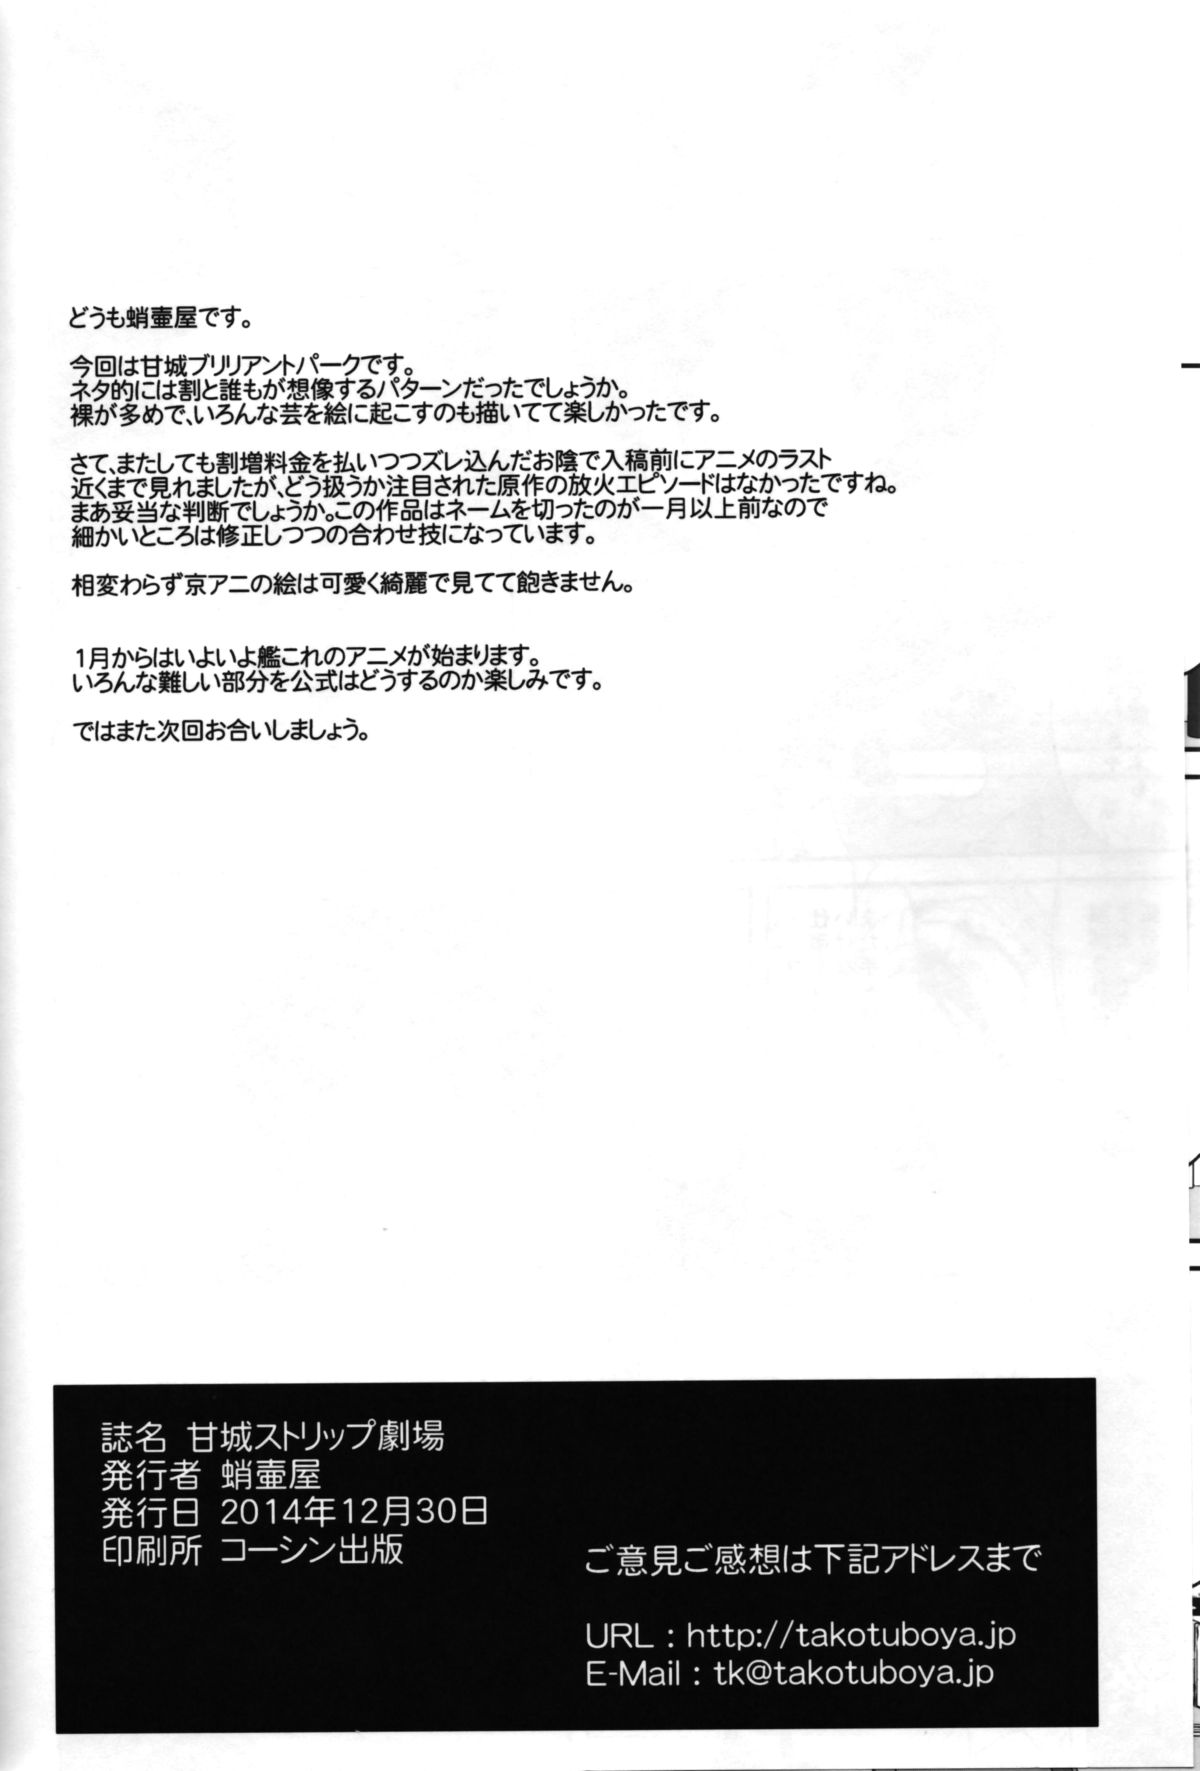 どうも蛸壷屋です。
今回は甘城ブリリアントパークです。
ネタ的には割と誰もが想像するパターンだったでしょうか。
裸が多めで、いろんな芸を絵に起こすのも描いてて楽しかったです。
さて、またしても割増料金を払いつつズレ込んだお陰で入稿前にアニメのラスト
近くまで見れましたが、どう扱うか注目された原作の放火エピソードはなかったですね。
まあ妥当な判断でしょうか。この作品はネームを切ったのが一月以上前なので
細かいところは修正しつつの合わせ技になっています。
相変わらず京アニの絵は可愛く綺麗で見てて飽きません。
1月からはいよいよ艦これのアニメが始まります。
いろんな難しい部分を公式はどうするのか楽しみです。
ではまた次回お合いしましょう。
誌名 甘城ストリップ劇場
発行者 蛸壷屋
発行日 2014年12月30日
印刷所 コーシン出版
ご意見ご感想は下記アドレスまで
URL : http://takotuboya.jp
E-Mail : tk@takotuboya.jp